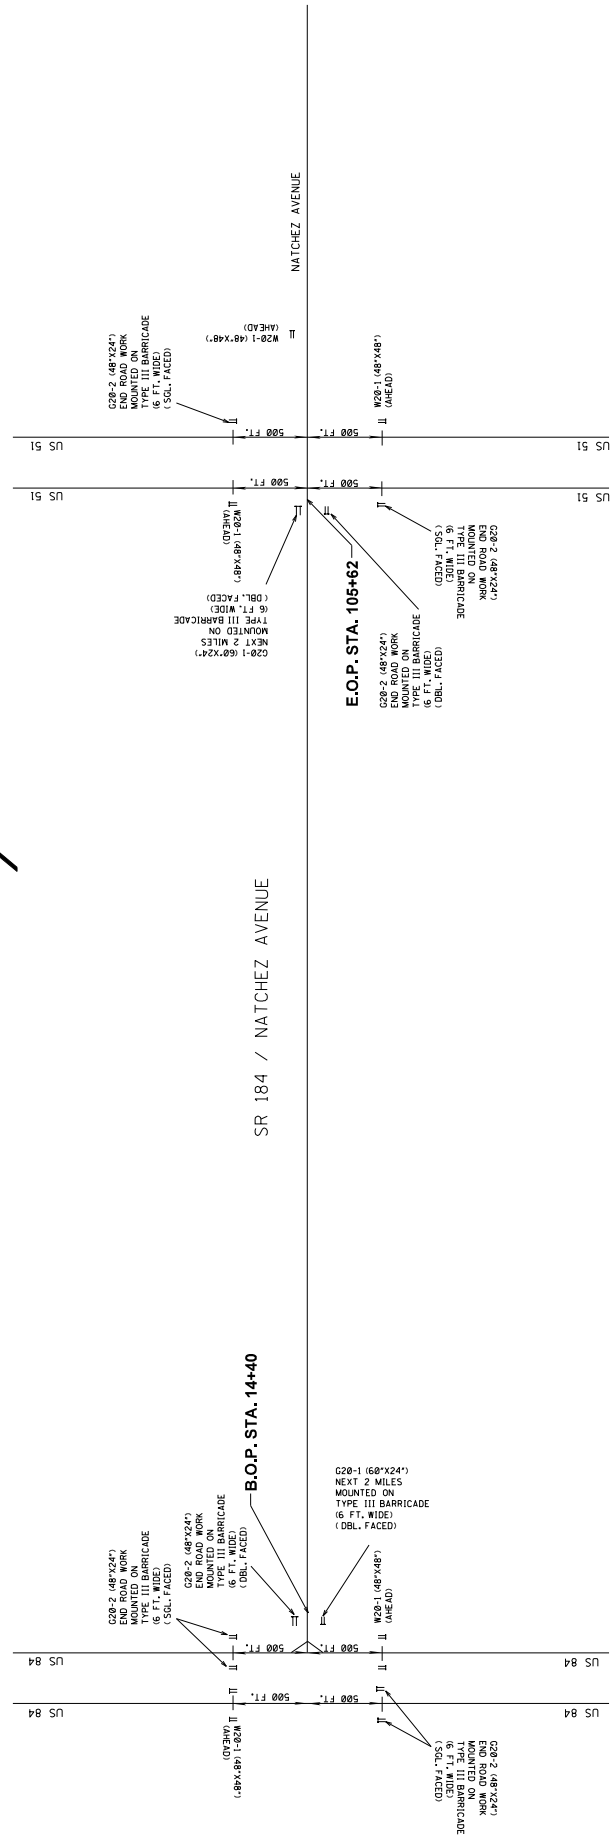 NATCHEZ AVENUE
W20-1 (48"X48")
(AHEAD)
G20-2 (48"X24")
END ROAD WORK
MOUNTED ON
TYPE III BARRICADE
(6 FT. WIDE)
(SGL. FACED)
W20-1 (48"X48")
(AHEAD)
500 FT.
500 FT.
US 51
US 51
US 51
US 51
500 FT.
500 FT.
W20-1 (48"X48")
(AHEAD)
G20-1 (60"X24")
NEXT 2 MILES
MOUNTED ON
TYPE III BARRICADE
(6 FT. WIDE)
(DBL. FACED)
E.O.P. STA. 105+62
G20-2 (48"X24")
END ROAD WORK
MOUNTED ON
TYPE III BARRICADE
(6 FT. WIDE)
(DBL. FACED)
G20-2 (48"X24")
END ROAD WORK
MOUNTED ON
TYPE III BARRICADE
(6 FT. WIDE)
(SGL. FACED)
SR 184 / NATCHEZ AVENUE
B.O.P. STA. 14+40
G20-1 (60"X24")
NEXT 2 MILES
MOUNTED ON
TYPE III BARRICADE
(6 FT. WIDE)
(DBL. FACED)
G20-2 (48"X24")
END ROAD WORK
MOUNTED ON
TYPE III BARRICADE
(6 FT. WIDE)
(DBL. FACED)
G20-2 (48"X24")
END ROAD WORK
MOUNTED ON
TYPE III BARRICADE
(6 FT. WIDE)
(SGL. FACED)
W20-1 (48"X48")
(AHEAD)
500 FT.
500 FT.
US 84
US 84
500 FT.
500 FT.
US 84
US 84
W20-1 (48"X48")
(AHEAD)
G20-2 (48"X24")
END ROAD WORK
MOUNTED ON
TYPE III BARRICADE
(6 FT. WIDE)
(SGL. FACED)